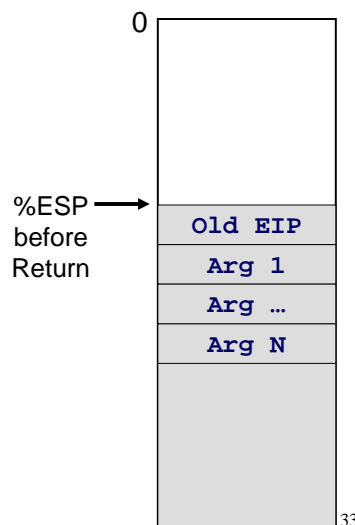 0
%ESP
before
Return
Old EIP
Arg 1
Arg …
Arg N
33